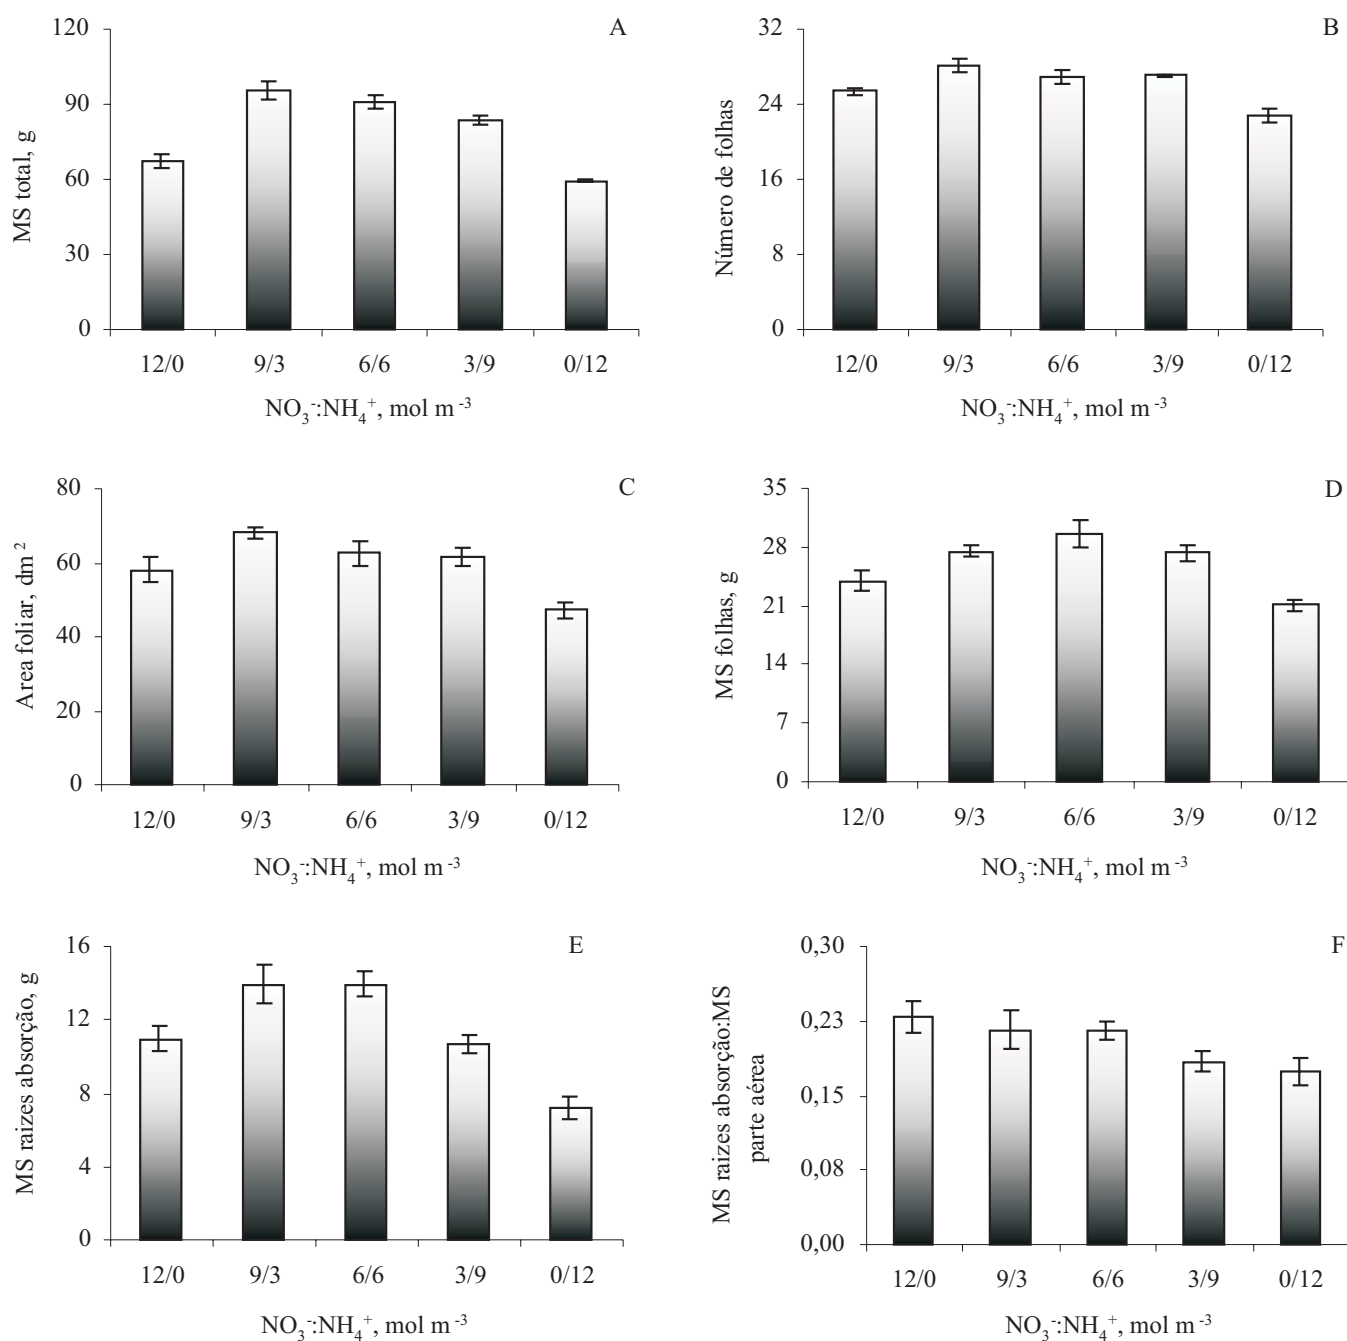 A
MS total, g
120
90
60
30
0
12/0 9/3 6/6 3/9 0/12
NO₃⁻:NH₄⁺, mol m⁻³
B
Número de folhas
32
24
16
8
0
12/0 9/3 6/6 3/9 0/12
NO₃⁻:NH₄⁺, mol m⁻³
C
Area foliar, dm²
80
60
40
20
0
12/0 9/3 6/6 3/9 0/12
NO₃⁻:NH₄⁺, mol m⁻³
D
MS folhas, g
35
28
21
14
7
0
12/0 9/3 6/6 3/9 0/12
NO₃⁻:NH₄⁺, mol m⁻³
E
MS raizes absorção, g
16
12
8
4
0
12/0 9/3 6/6 3/9 0/12
NO₃⁻:NH₄⁺, mol m⁻³
F
MS raizes absorção:MS
parte aérea
0,30
0,23
0,15
0,08
0,00
12/0 9/3 6/6 3/9 0/12
NO₃⁻:NH₄⁺, mol m⁻³